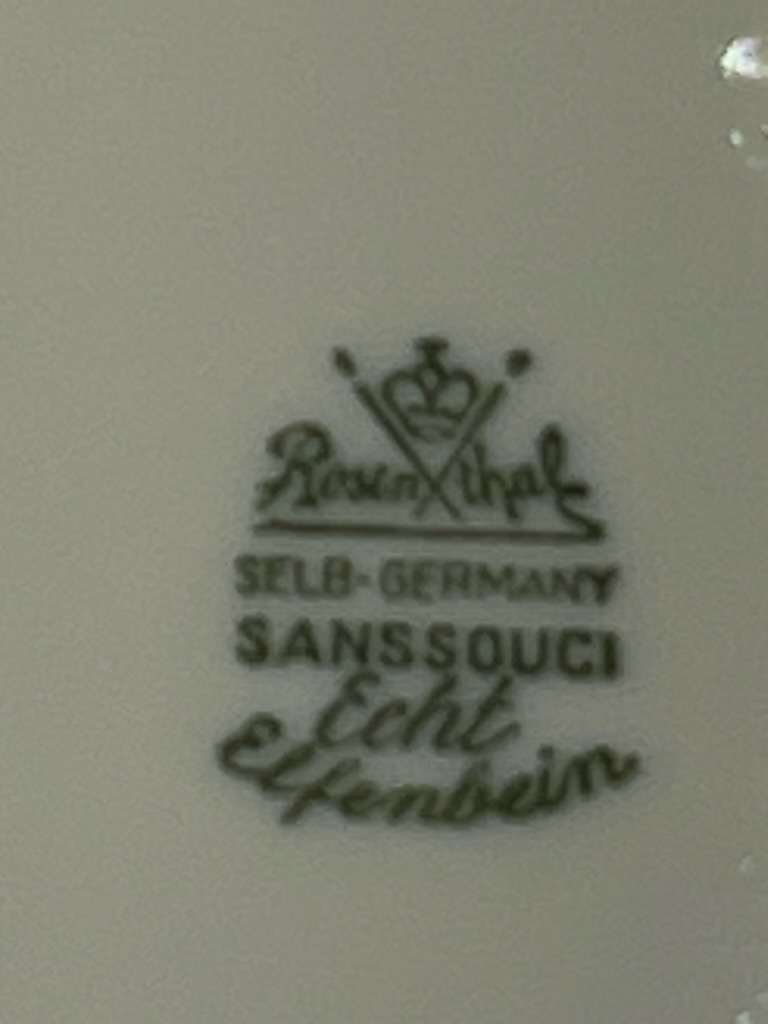 Rosenthal
SELB-GERMANY
SANSSOUCI
Echt
Elfenbein